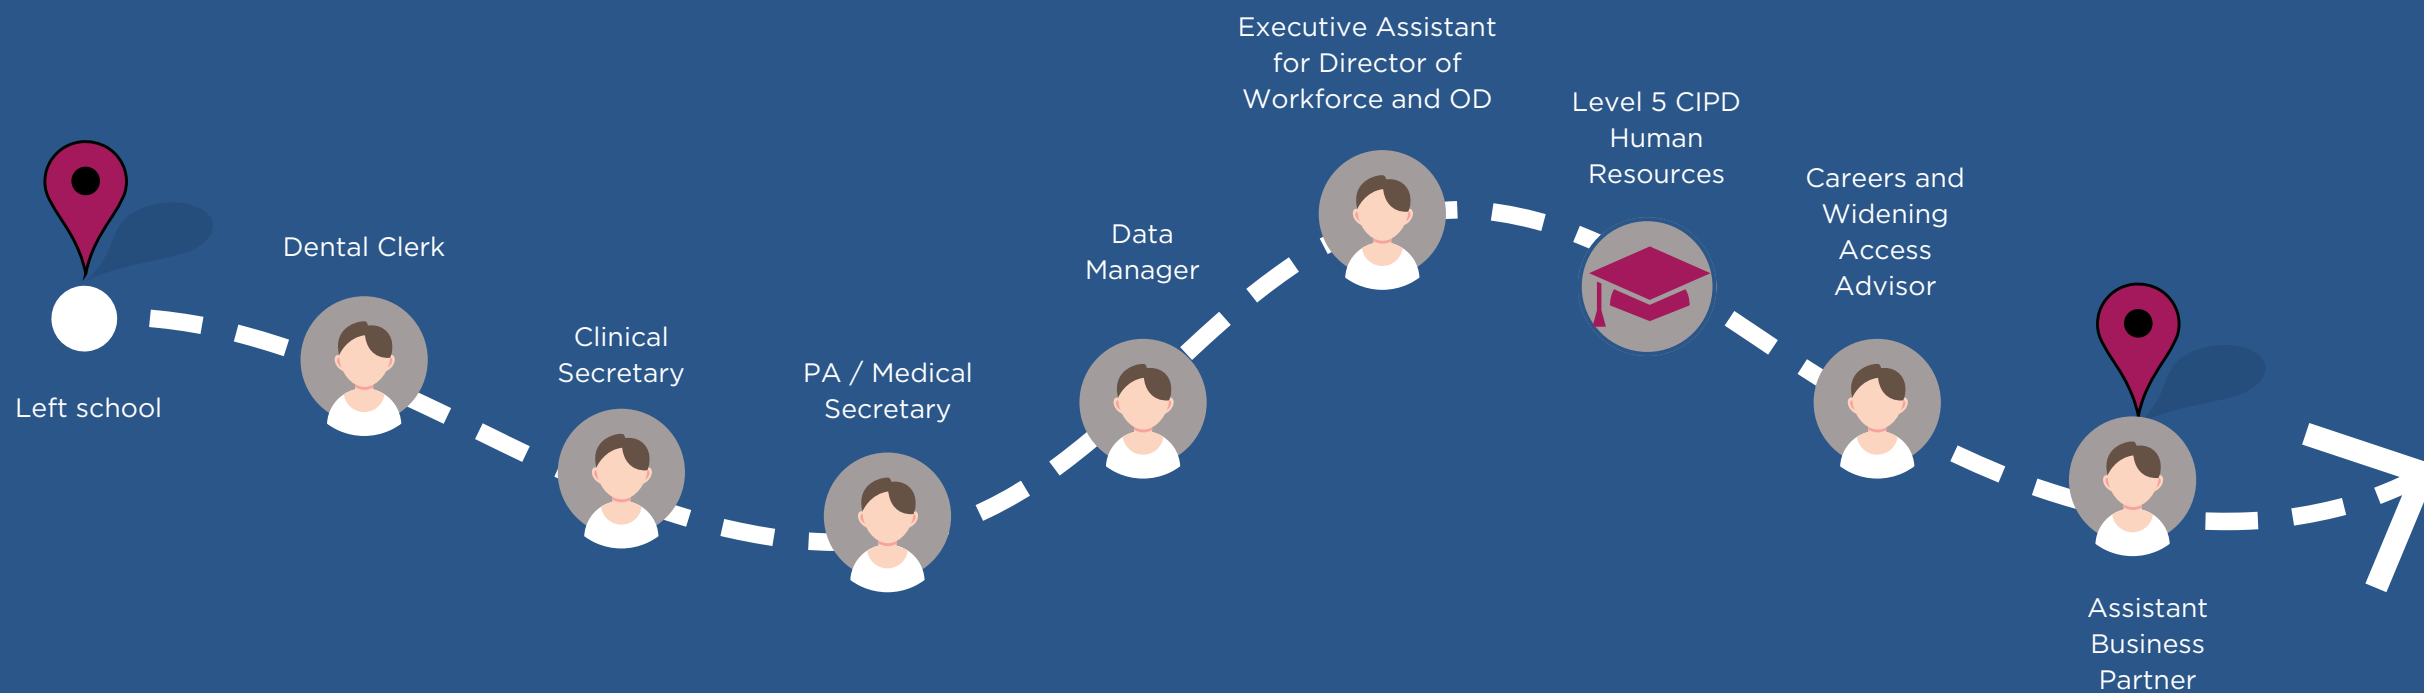 Left school
Dental Clerk
Clinical
Secretary
PA / Medical
Secretary
Data
Manager
Executive Assistant
for Director of
Workforce and OD
Level 5 CIPD
Human
Resources
Careers and
Widening
Access
Advisor
Assistant
Business
Partner